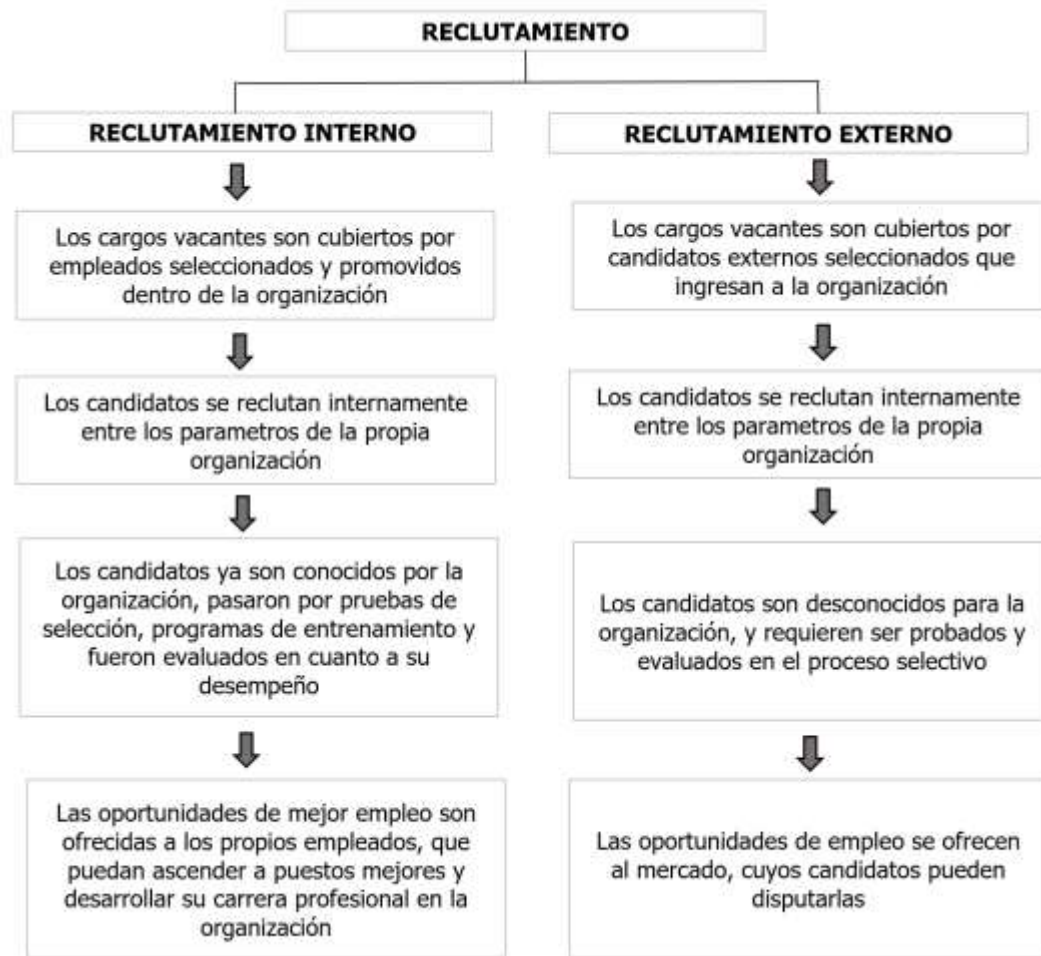 RECLUTAMIENTO
RECLUTAMIENTO INTERNO
Los cargos vacantes son cubiertos por
empleados seleccionados y promovidos
dentro de la organización
Los candidatos se reclutan internamente
entre los parametros de la propia
organización
Los candidatos ya son conocidos por la
organización, pasaron por pruebas de
selección, programas de entrenamiento y
fueron evaluados en cuanto a su
desempeño
Las oportunidades de mejor empleo son
ofrecidas a los propios empleados, que
puedan ascender a puestos mejores y
desarrollar su carrera profesional en la
organización
RECLUTAMIENTO EXTERNO
Los cargos vacantes son cubiertos por
candidatos externos seleccionados que
ingresan a la organización
Los candidatos se reclutan internamente
entre los parametros de la propia
organización
Los candidatos son desconocidos para la
organización, y requieren ser probados y
evaluados en el proceso selectivo
Las oportunidades de empleo se ofrecen
al mercado, cuyos candidatos pueden
disputarlas